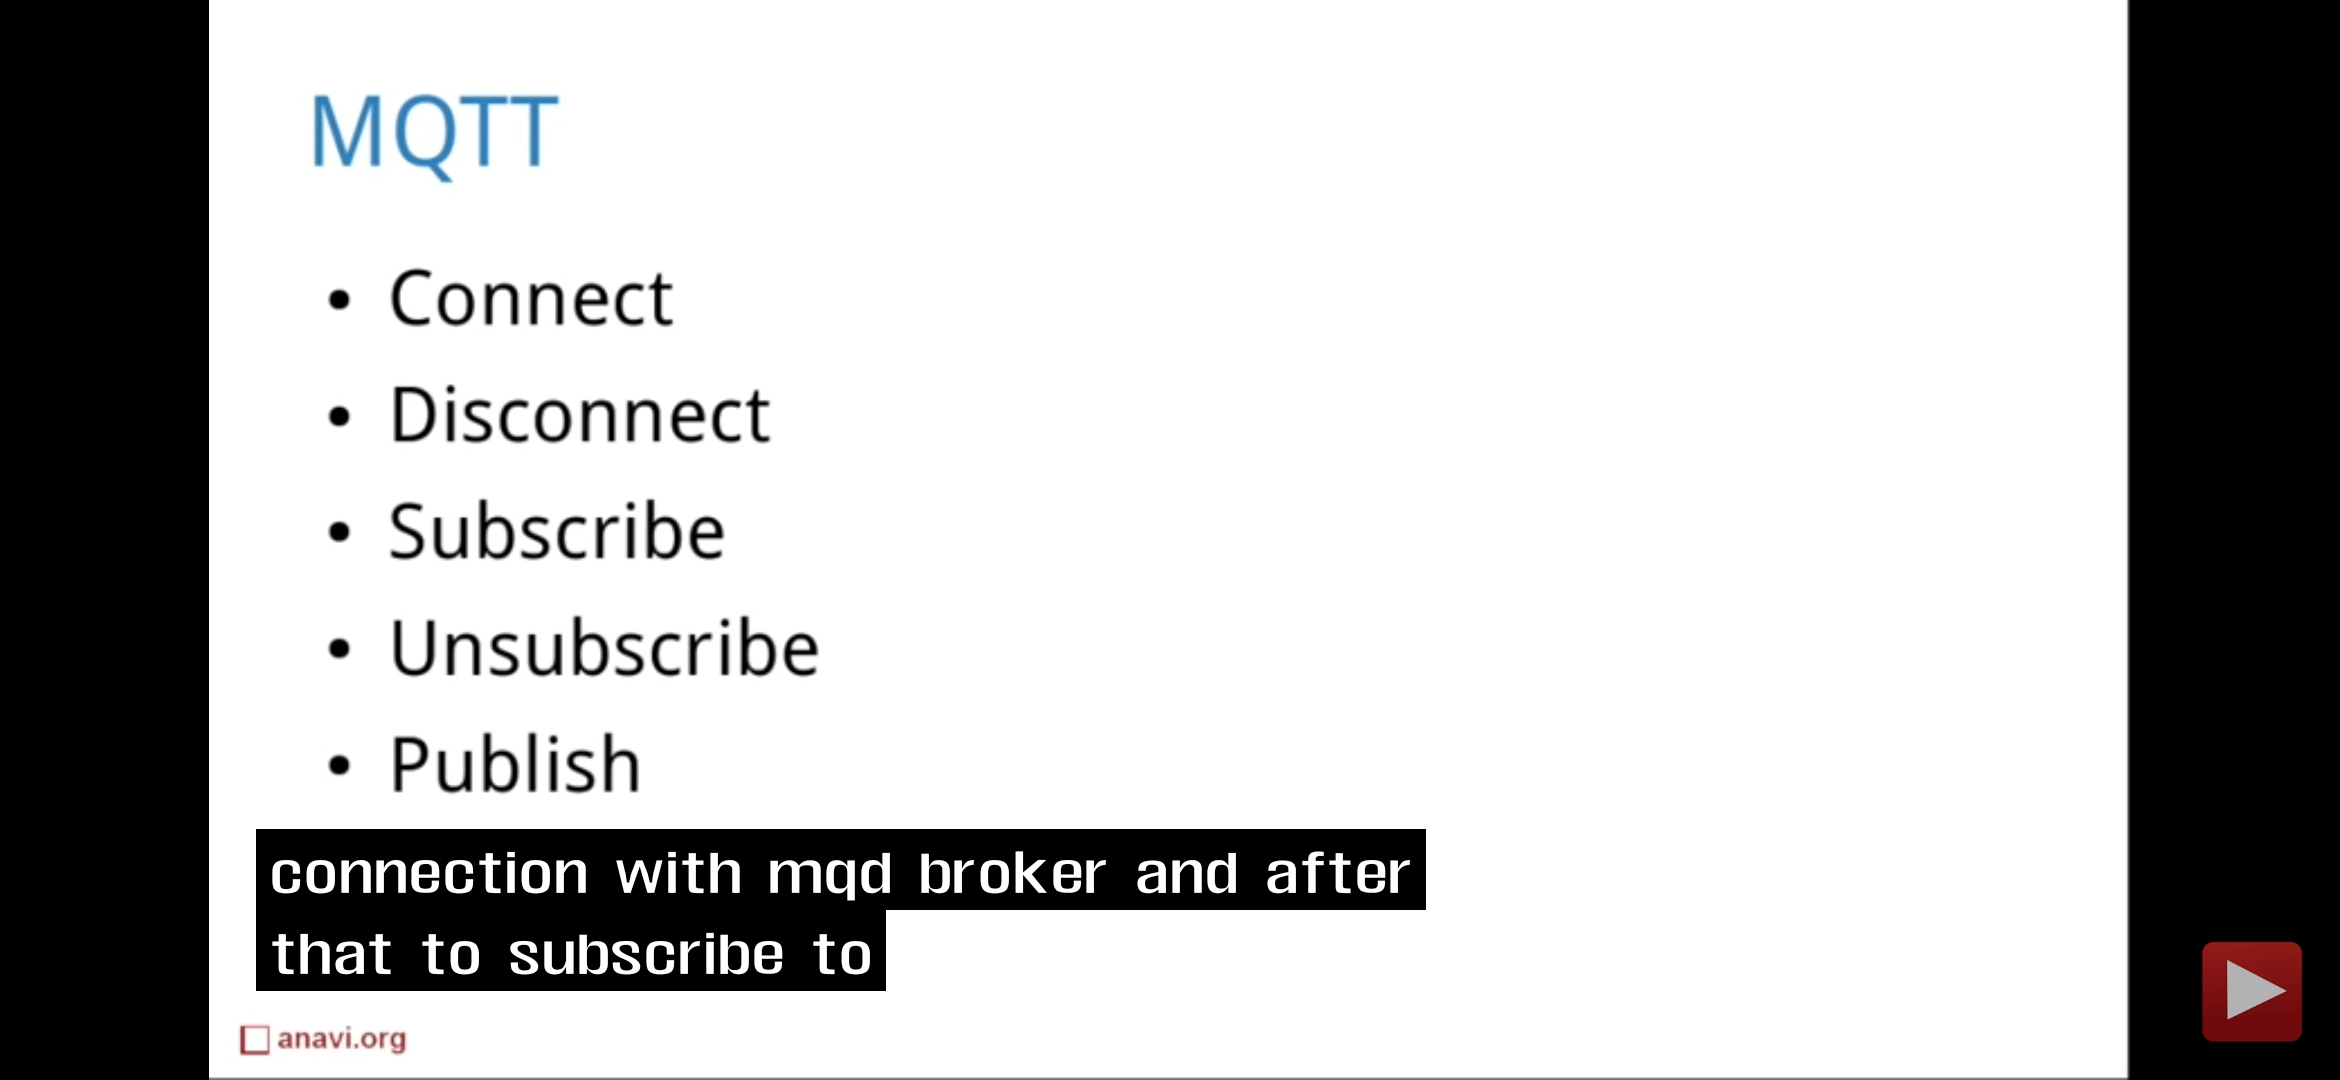 MQTT
• Connect
• Disconnect
• Subscribe
• Unsubscribe
• Publish
connection with mqd broker and after
that to subscribe to
anavi.org